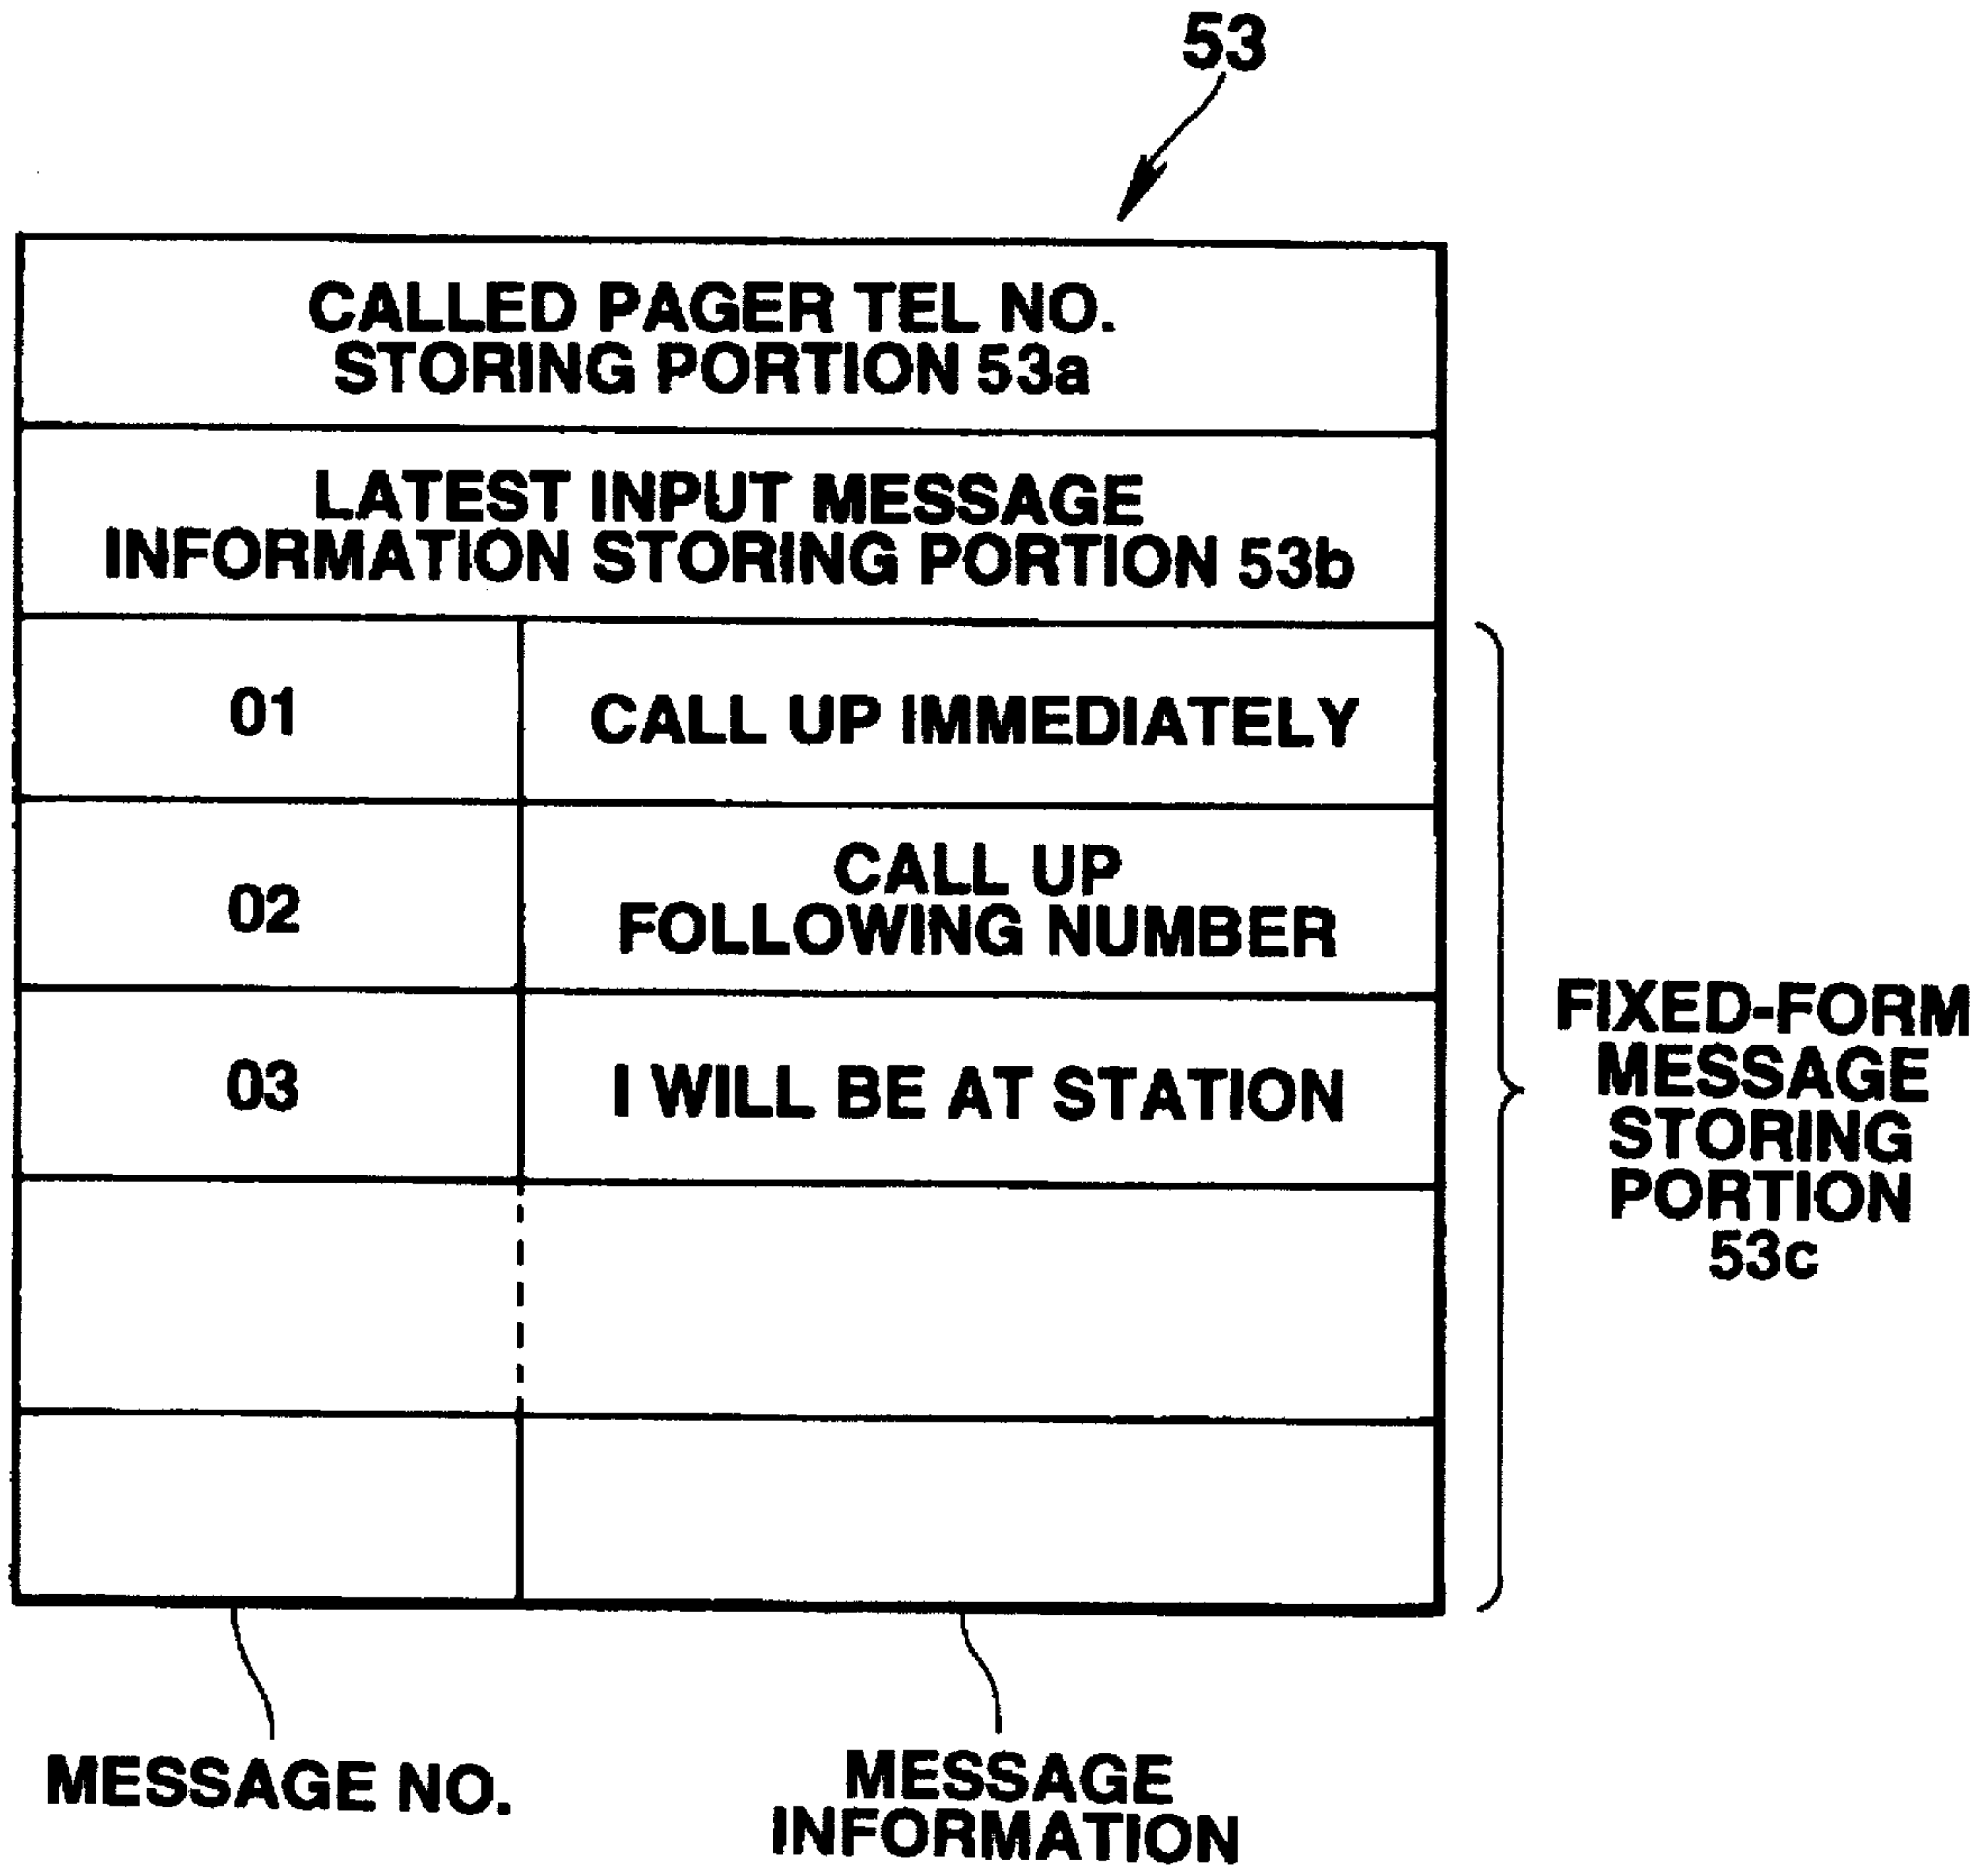 53
CALLED PAGER TEL NO.
STORING PORTION 53a
LATEST INPUT MESSAGE
INFORMATION STORING PORTION 53b
01
CALL UP IMMEDIATELY
02
CALL UP
FOLLOWING NUMBER
03
I WILL BE AT STATION
FIXED-FORM
MESSAGE
STORING
PORTION
53c
MESSAGE NO.
MESSAGE
INFORMATION